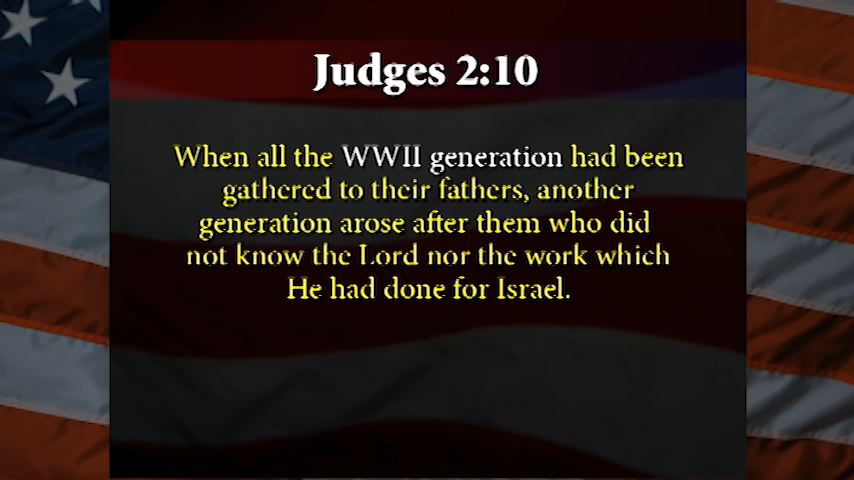 Judges 2:10
When all the WWII generation had been
gathered to their fathers, another
generation arose after them who did
not know the Lord nor the work which
He had done for Israel.